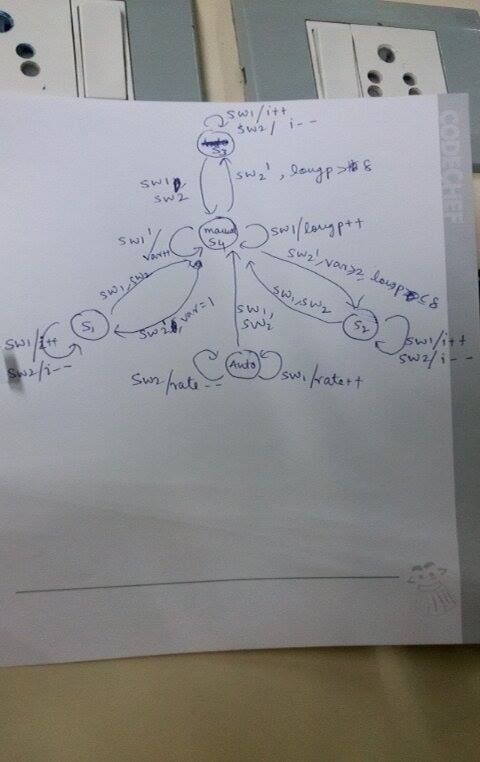 SW1/i++
SW2/ i--
S3
SW1,
SW2
SW2', longp>8
manual
S4
SW1'/
var++
SW1/longp++
SW2', var≥2, longp<8
SW1, SW2
SW1, SW2
S1
SW2', var=1
SW1,
SW2
S2
SW1/i++
SW2/i--
SW1/i++
SW2/i--
Auto
SW2/rate--
SW1/rate++
CODECHEF